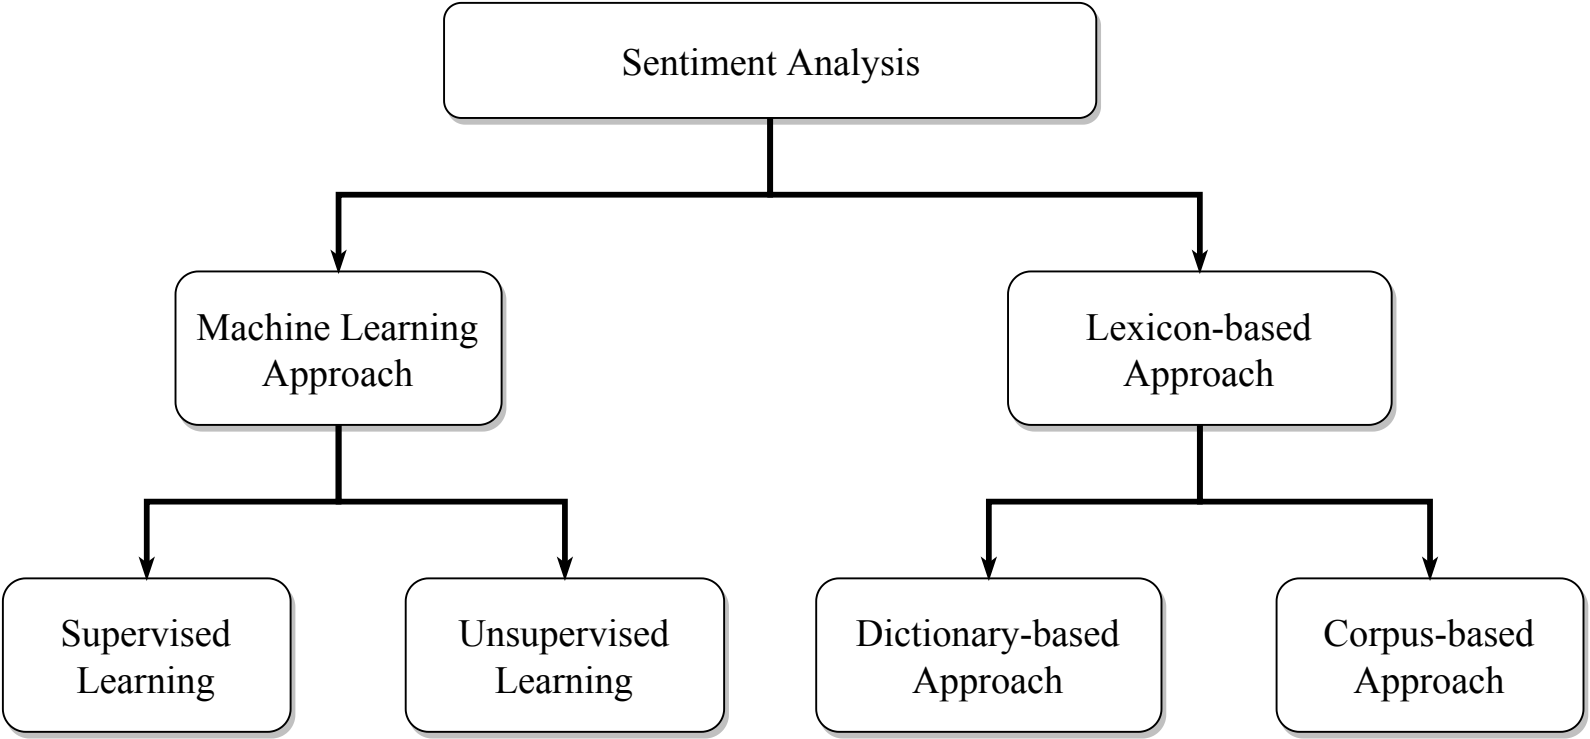 Sentiment Analysis
Machine Learning
Approach
Lexicon-based
Approach
Supervised
Learning
Unsupervised
Learning
Dictionary-based
Approach
Corpus-based
Approach